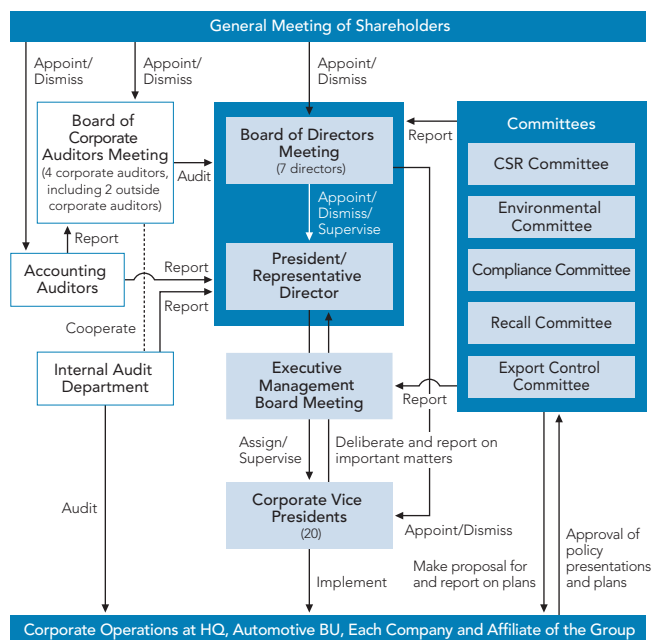 General Meeting of Shareholders
Appoint/
Dismiss
Appoint/
Dismiss
Appoint/
Dismiss
Board of
Corporate
Auditors Meeting
(4 corporate auditors,
including 2 outside
corporate auditors)
Audit
Board of Directors
Meeting
(7 directors)
Report
Committees
CSR Committee
Environmental
Committee
Compliance Committee
Recall Committee
Export Control
Committee
Appoint/
Dismiss/
Supervise
Report
Accounting
Auditors
Report
Report
President/
Representative
Director
Cooperate
Internal Audit
Department
Executive
Management
Board Meeting
Report
Assign/
Supervise
Deliberate and report on
important matters
Audit
Corporate Vice
Presidents
(20)
Appoint/Dismiss
Implement
Make proposal for
and report on plans
Approval of
policy
presentations
and plans
Corporate Operations at HQ, Automotive BU, Each Company and Affiliate of the Group